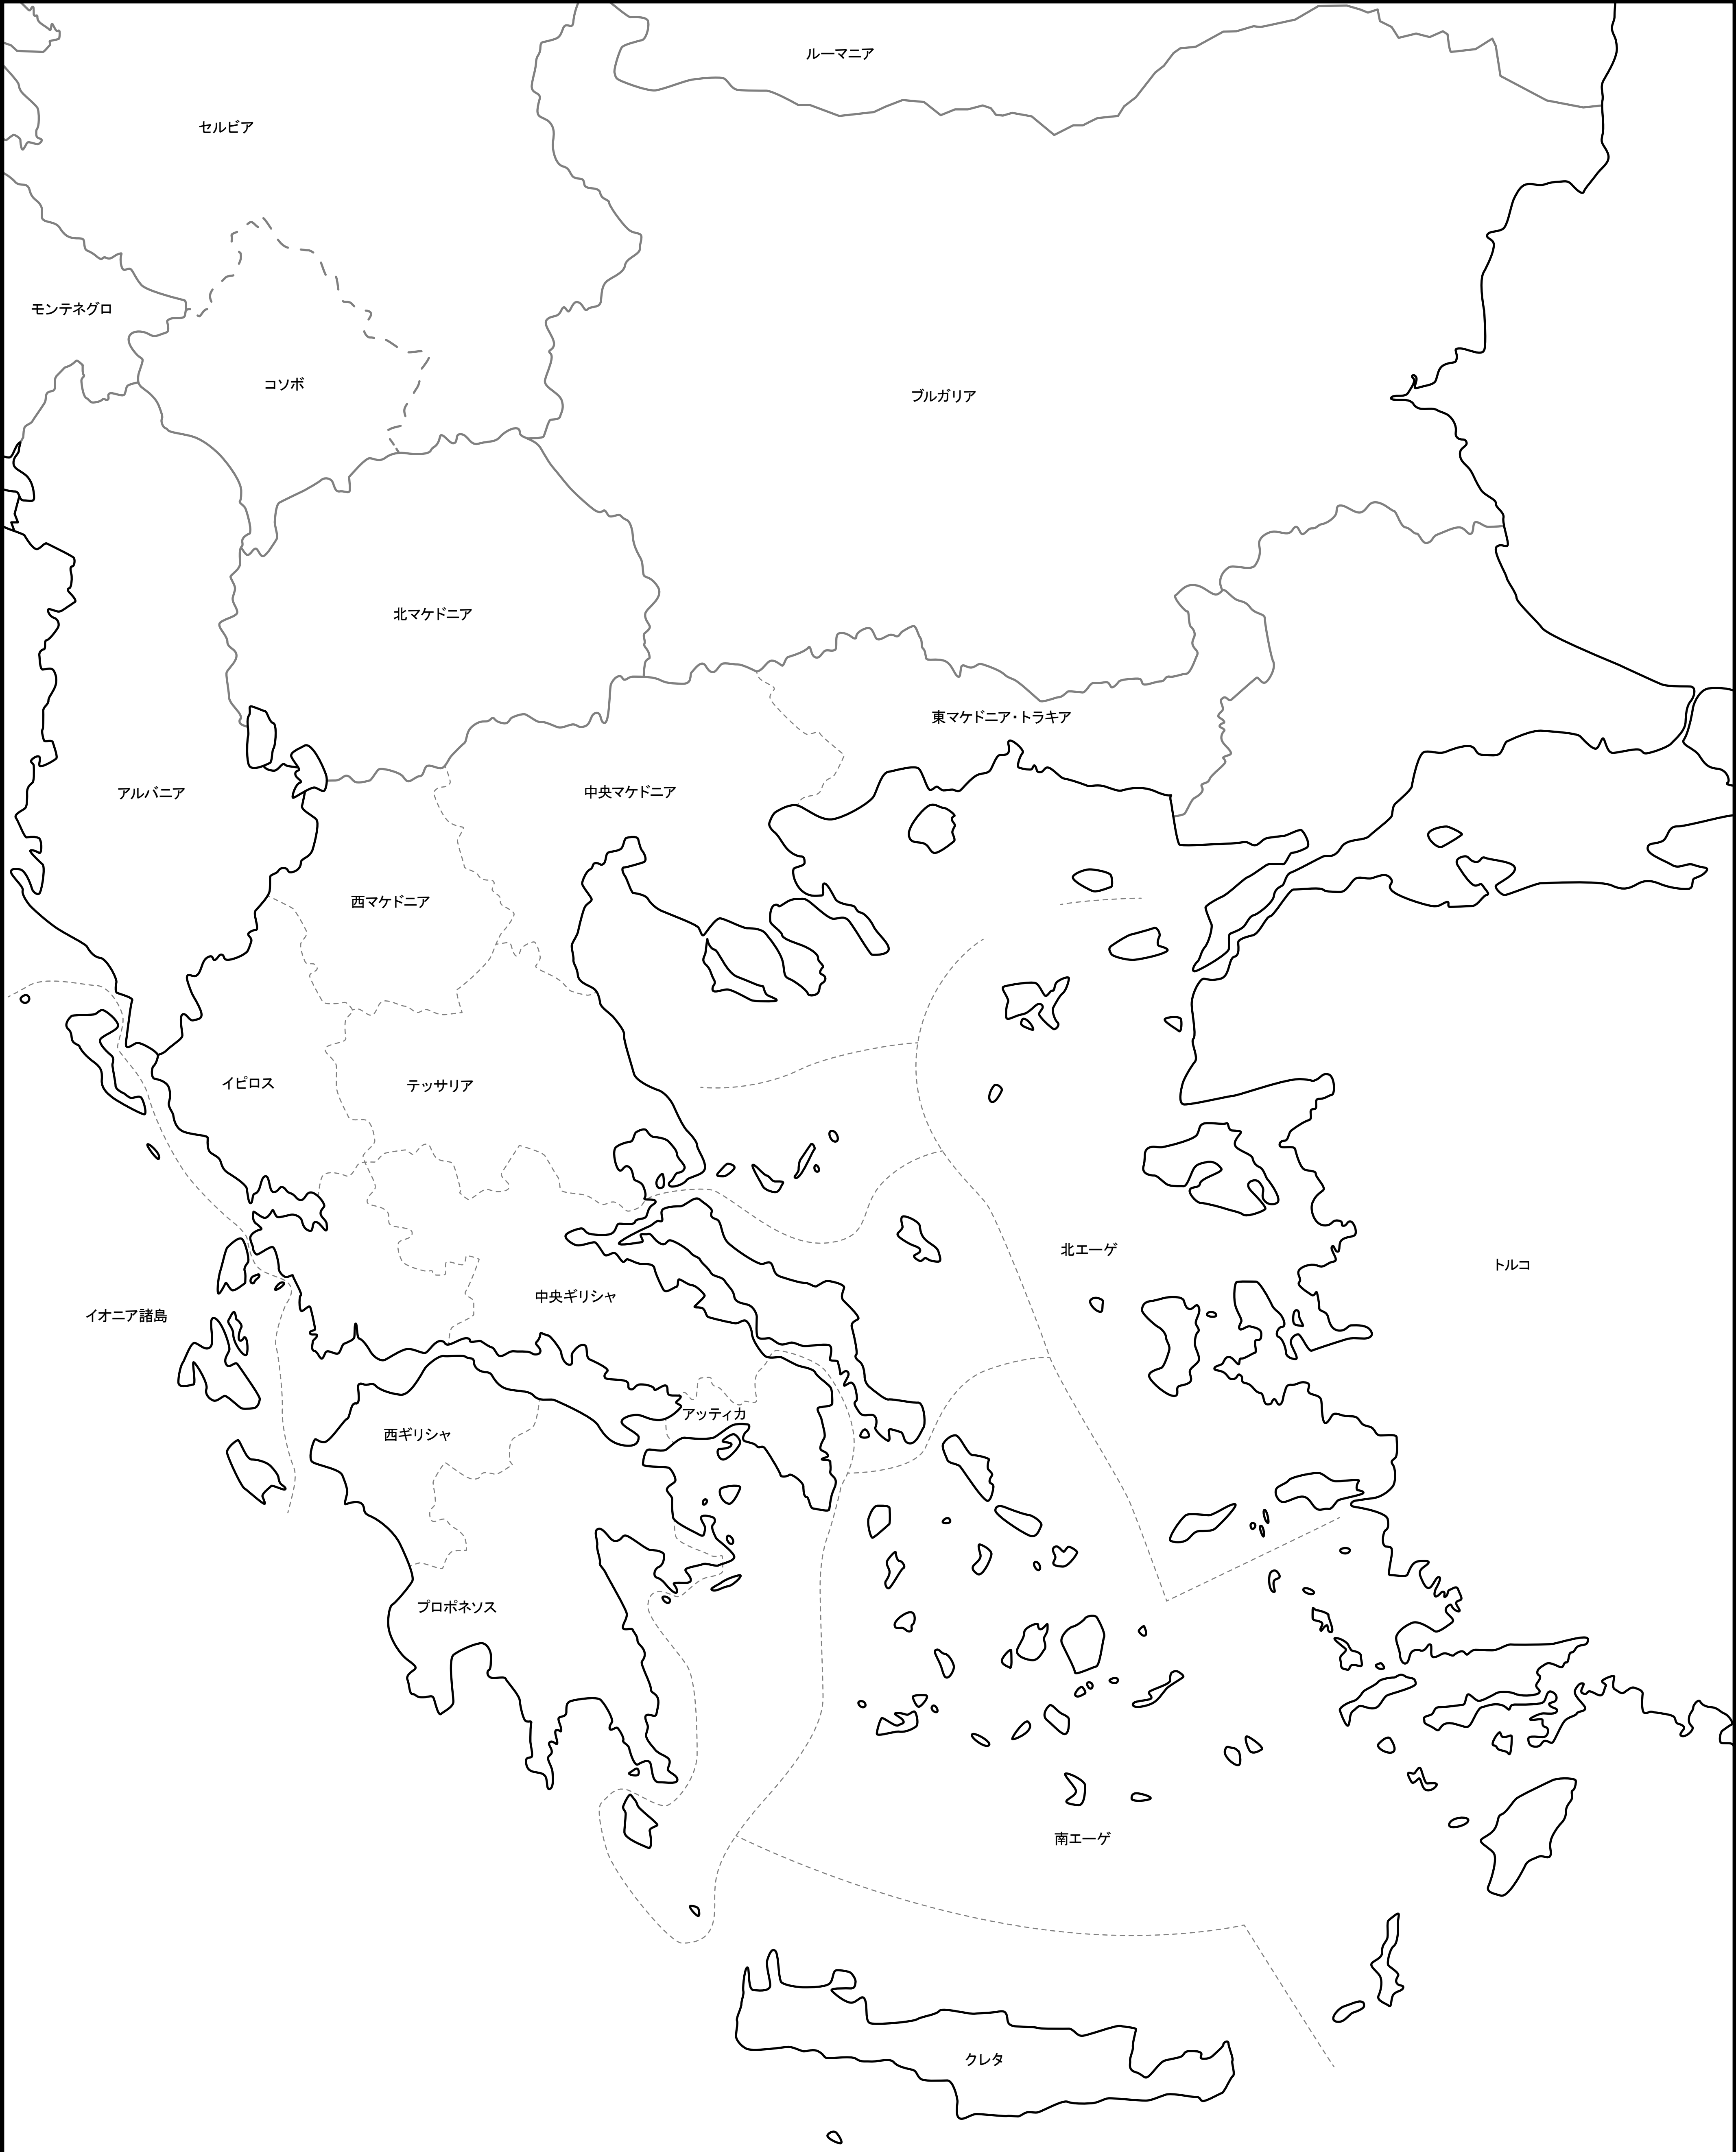 ルーマニア
セルビア
モンテネグロ
コソボ
ブルガリア
北マケドニア
東マケドニア・トラキア
アルバニア
中央マケドニア
西マケドニア
イピロス
テッサリア
北エーゲ
トルコ
中央ギリシャ
イオニア諸島
アッティカ
西ギリシャ
プロポネソス
南エーゲ
クレタ